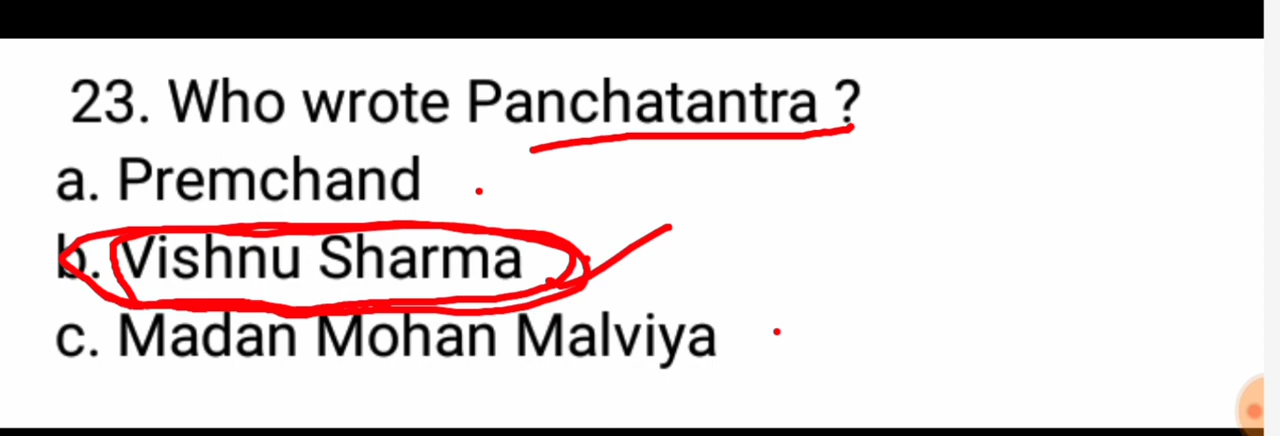 23. Who wrote Panchatantra ?
a. Premchand
b. Vishnu Sharma
c. Madan Mohan Malviya